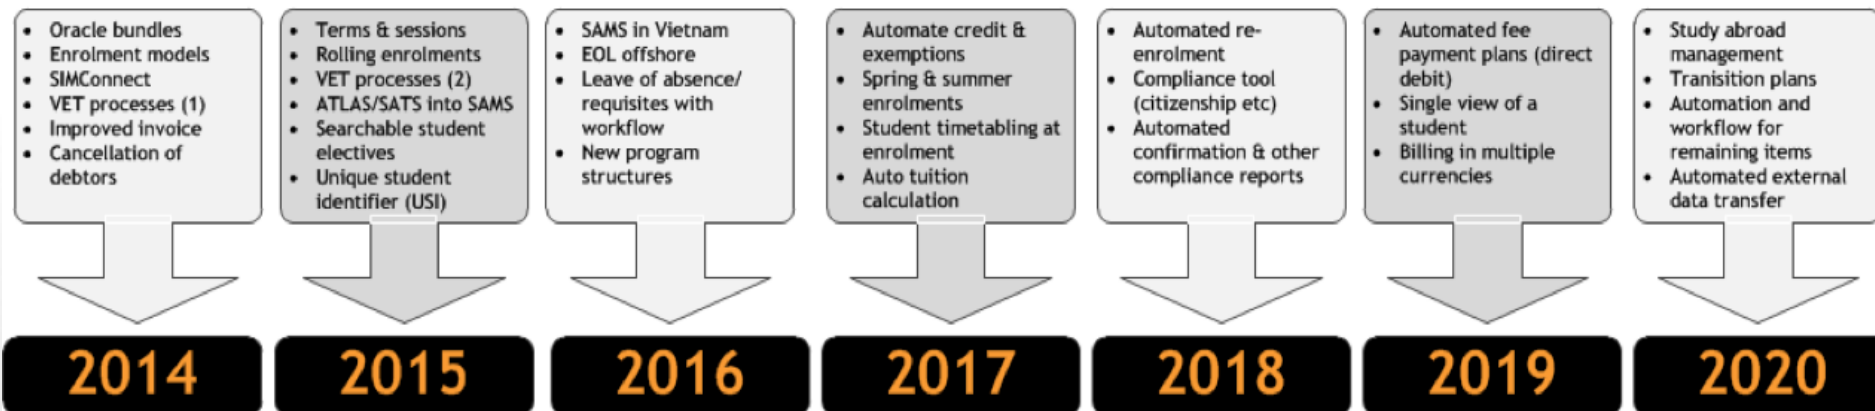 • Oracle bundles
• Enrolment models
• SIMConnect
• VET processes (1)
• Improved invoice
• Cancellation of
debtors
2014
• Terms & sessions
• Rolling enrolments
• VET processes (2)
• ATLAS/SATS into SAMS
• Searchable student
electives
• Unique student
identifier (USI)
2015
• SAMS in Vietnam
• EOL offshore
• Leave of absence/
requisites with
workflow
• New program
structures
2016
• Automate credit &
exemptions
• Spring & summer
enrolments
• Student timetabling at
enrolment
• Auto tuition
calculation
2017
• Automated re-
enrolment
• Compliance tool
(citizenship etc)
• Automated
confirmation & other
compliance reports
2018
• Automated fee
payment plans (direct
debit)
• Single view of a
student
• Billing in multiple
currencies
2019
• Study abroad
management
• Tranisition plans
• Automation and
workflow for
remaining items
• Automated external
data transfer
2020